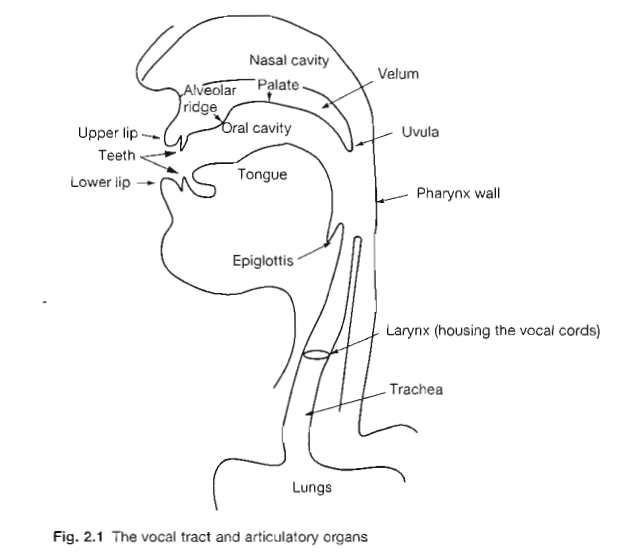 Nasal cavity
Velum
Alveolar
ridge
Palate
Upper lip
Oral cavity
Uvula
Teeth
Lower lip
Tongue
Pharynx wall
Epiglottis
Larynx (housing the vocal cords)
Trachea
Lungs
Fig. 2.1 The vocal tract and articulatory organs